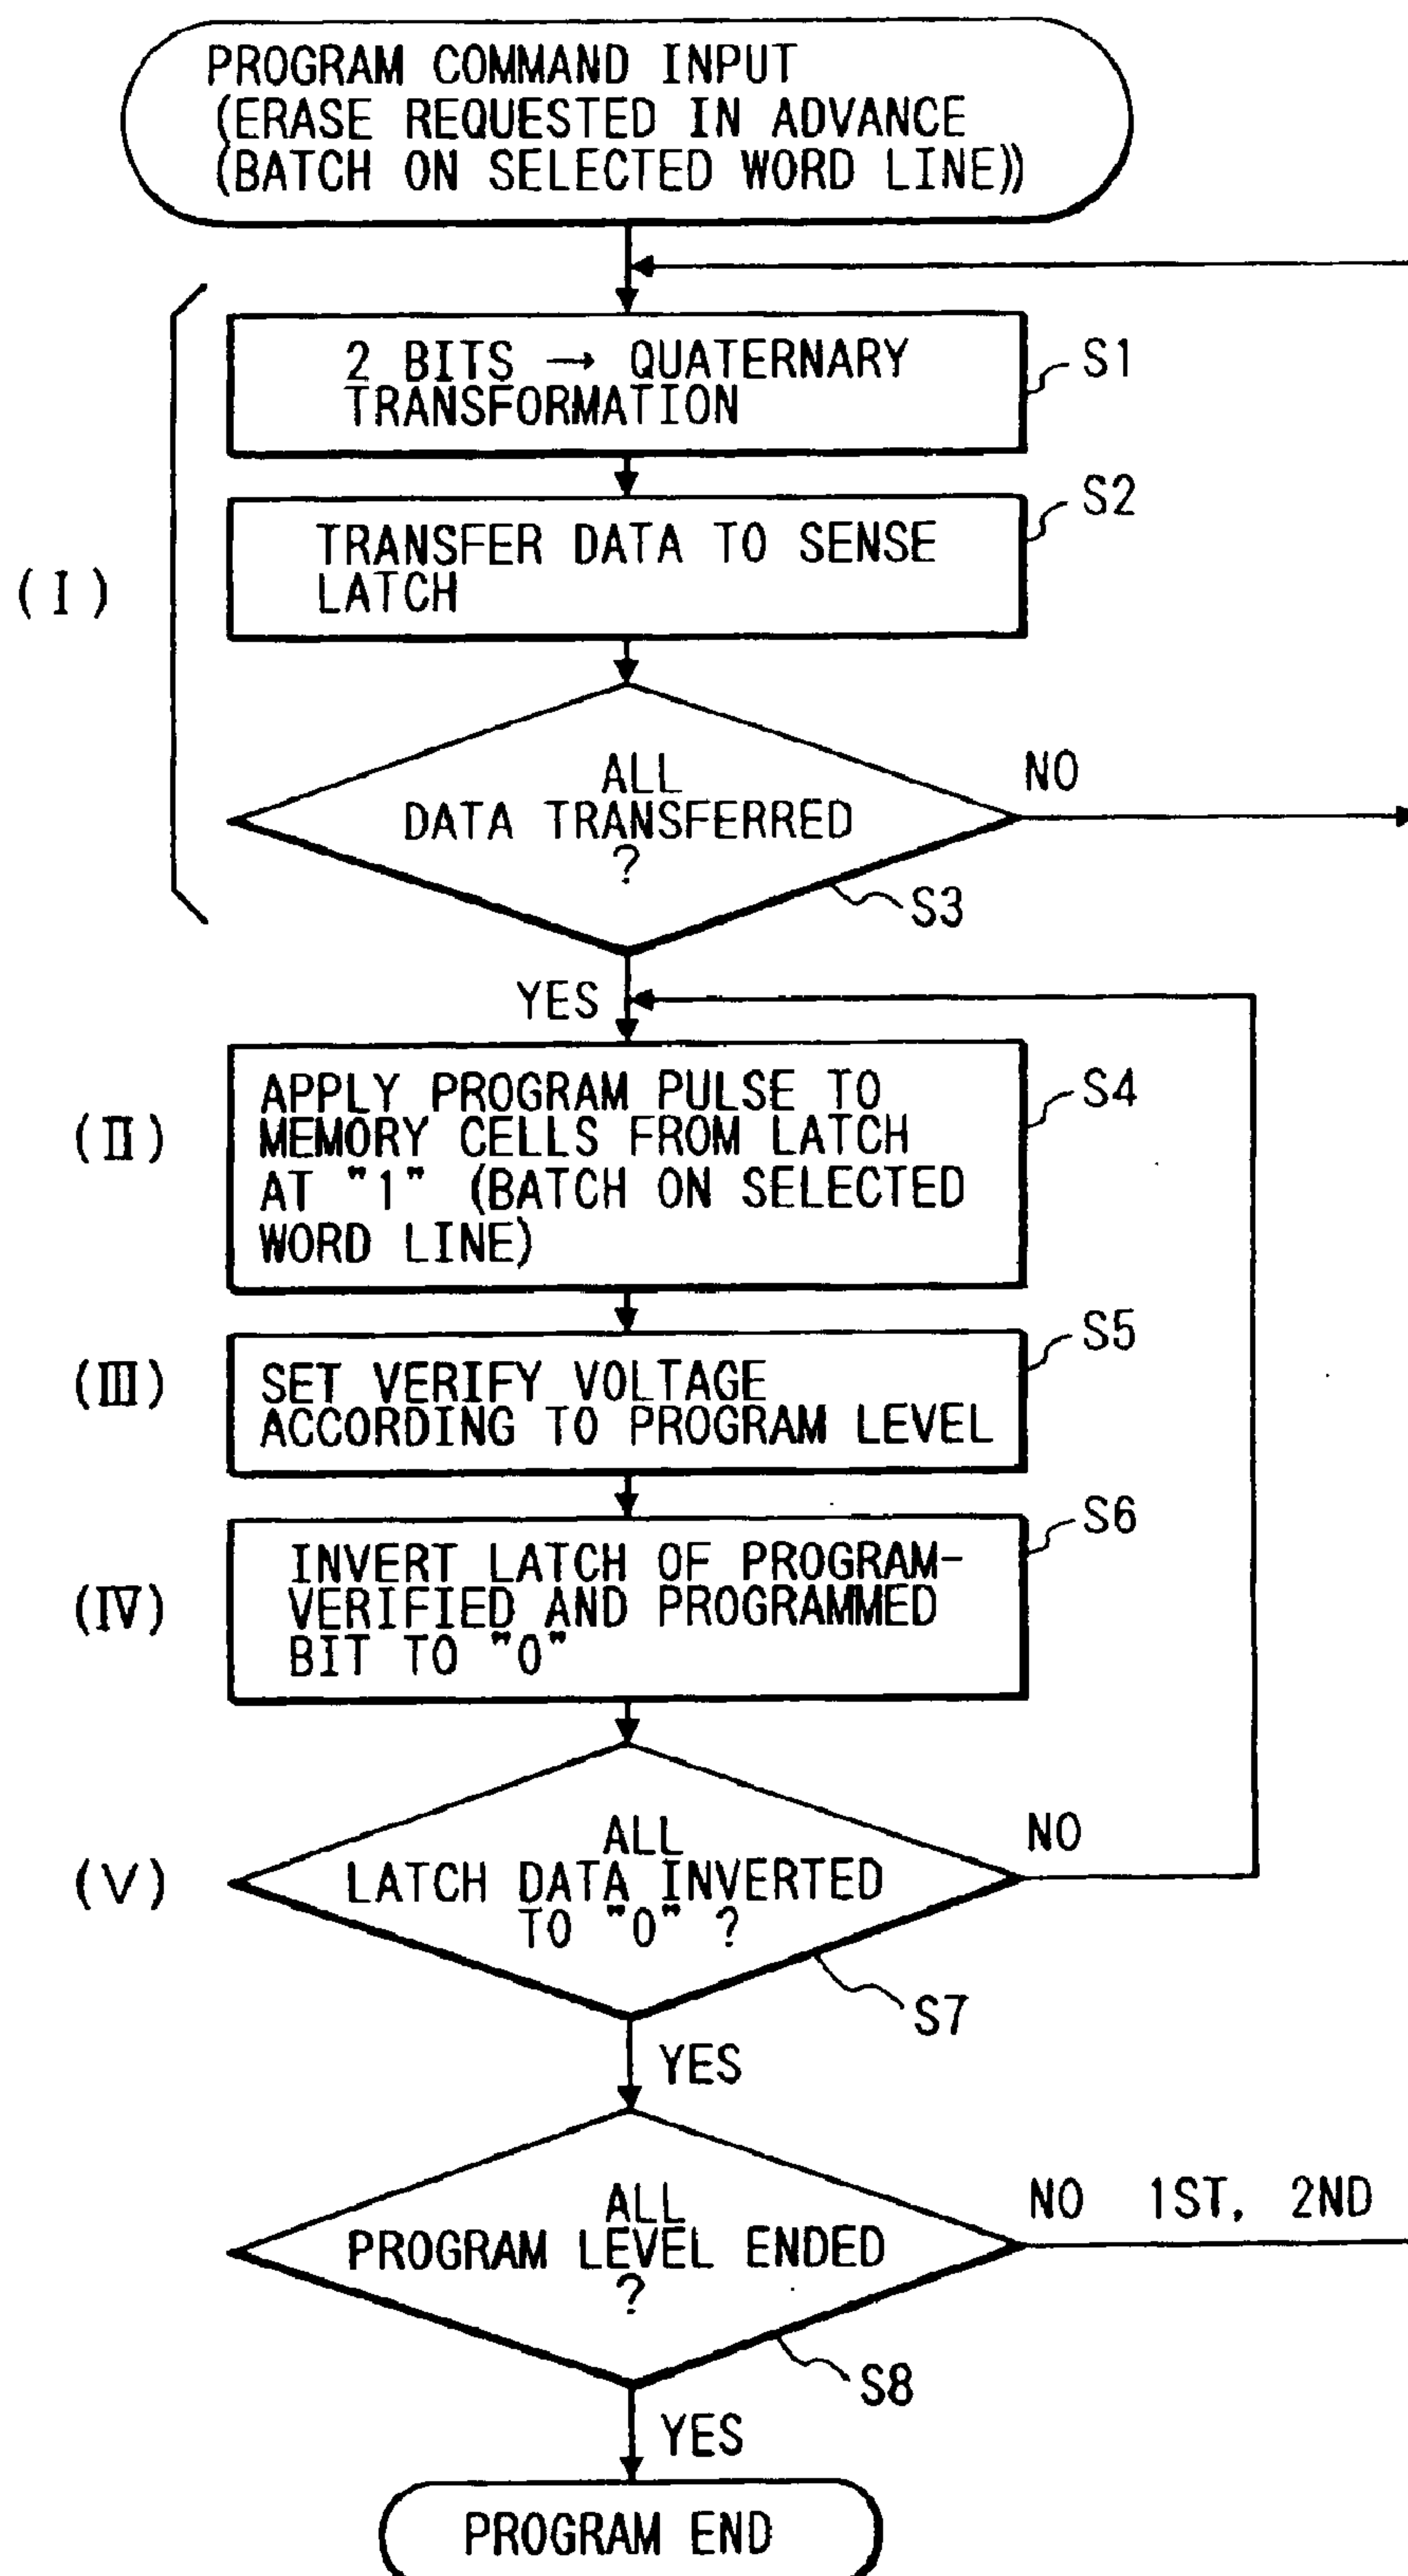 PROGRAM COMMAND INPUT
(ERASE REQUESTED IN ADVANCE
(BATCH ON SELECTED WORD LINE))
2 BITS → QUATERNARY
TRANSFORMATION
S1
TRANSFER DATA TO SENSE
LATCH
S2
(I)
ALL
DATA TRANSFERRED
?
NO
S3
YES
(II)
APPLY PROGRAM PULSE TO
MEMORY CELLS FROM LATCH
AT "1" (BATCH ON SELECTED
WORD LINE)
S4
(III)
SET VERIFY VOLTAGE
ACCORDING TO PROGRAM LEVEL
S5
(IV)
INVERT LATCH OF PROGRAM-
VERIFIED AND PROGRAMMED
BIT TO "0"
S6
(V)
ALL
LATCH DATA INVERTED
TO "0" ?
NO
S7
YES
ALL
PROGRAM LEVEL ENDED
?
NO 1ST, 2ND
S8
YES
PROGRAM END